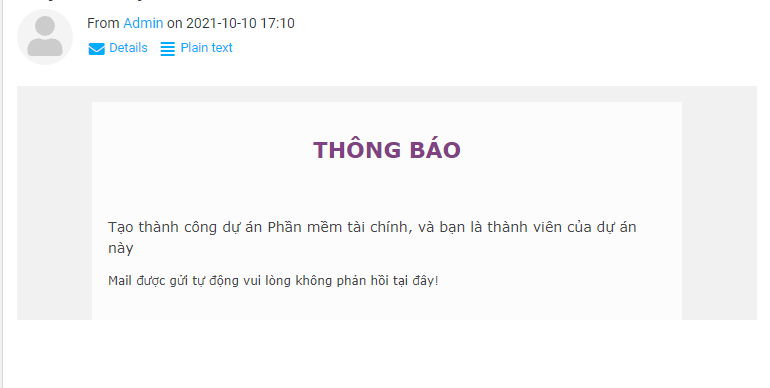 From Admin on 2021-10-10 17:10
Details Plain text
THÔNG BÁO
Tạo thành công dự án Phần mềm tài chính, và bạn là thành viên của dự án
này
Mail được gửi tự động vui lòng không phản hồi tại đây!